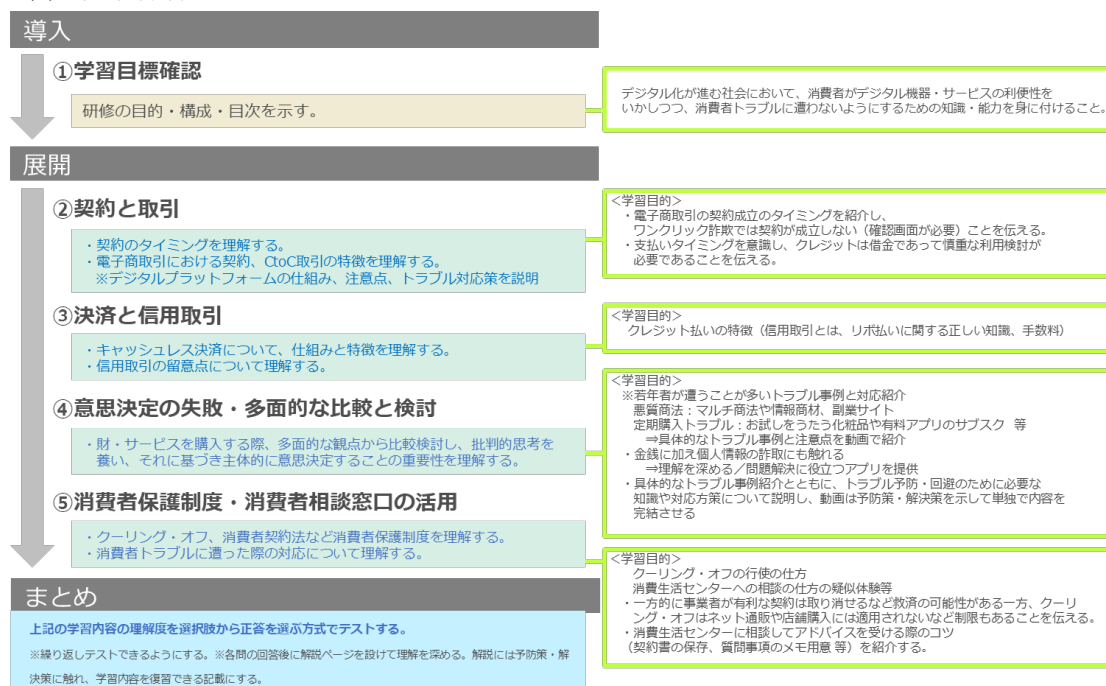 導入
①学習目標確認
研修の目的・構成・目次を示す。
デジタル化が進む社会において、消費者がデジタル機器・サービスの利便性を
いかしつつ、消費者トラブルに遭わないようにするための知識・能力を身に付けること。
展開
②契約と取引
・契約のタイミングを理解する。
・電子商取引における契約、CtoC取引の特徴を理解する。
※デジタルプラットフォームの仕組み、注意点、トラブル対応策を説明
<学習目的>
・電子商取引の契約成立のタイミングを紹介し、
ワンクリック詐欺では契約が成立しない（確認画面が必要）ことを伝える。
・支払いタイミングを意識し、クレジットは借金であって慎重な利用検討が
必要であることを伝える。
③決済と信用取引
・キャッシュレス決済について、仕組みと特徴を理解する。
・信用取引の留意点について理解する。
<学習目的>
クレジット払いの特徴（信用取引とは、リボ払いに関する正しい知識、手数料）
④意思決定の失敗・多面的な比較と検討
・財・サービスを購入する際、多面的な観点から比較検討し、批判的思考を
養い、それに基づき主体的に意思決定することの重要性を理解する。
<学習目的>
※若年者が遭うことが多いトラブル事例と対応紹介
悪質商法：マルチ商法や情報商材、副業サイト
定期購入トラブル：お試しをうたう化粧品や有料アプリのサブスク 等
⇒具体的なトラブル事例と注意点を動画で紹介
・金銭に加え個人情報の詐取にも触れる
⇒理解を深める／問題解決に役立つアプリを提供
・具体的なトラブル事例紹介とともに、トラブル予防・回避のために必要な
知識や対応方策について説明し、動画は予防策・解決策を示して単独で内容を
完結させる
⑤消費者保護制度・消費者相談窓口の活用
・クーリング・オフ、消費者契約法など消費者保護制度を理解する。
・消費者トラブルに遭った際の対応について理解する。
<学習目的>
クーリング・オフの行使の仕方
消費生活センターへの相談の仕方の疑似体験等
・一方的に事業者が有利な契約は取り消せるなど救済の可能性がある一方、クーリ
ング・オフはネット通販や店舗購入には適用されないなど制限もあることを伝える。
・消費生活センターに相談してアドバイスを受ける際のコツ
（契約書の保存、質問事項のメモ用意 等）を紹介する。
まとめ
上記の学習内容の理解度を選択肢から正答を選ぶ方式でテストする。
※繰り返しテストできるようにする。※各問の回答後に解説ページを設けて理解を深める。解説には予防策・解
決策に触れ、学習内容を復習できる記載にする。